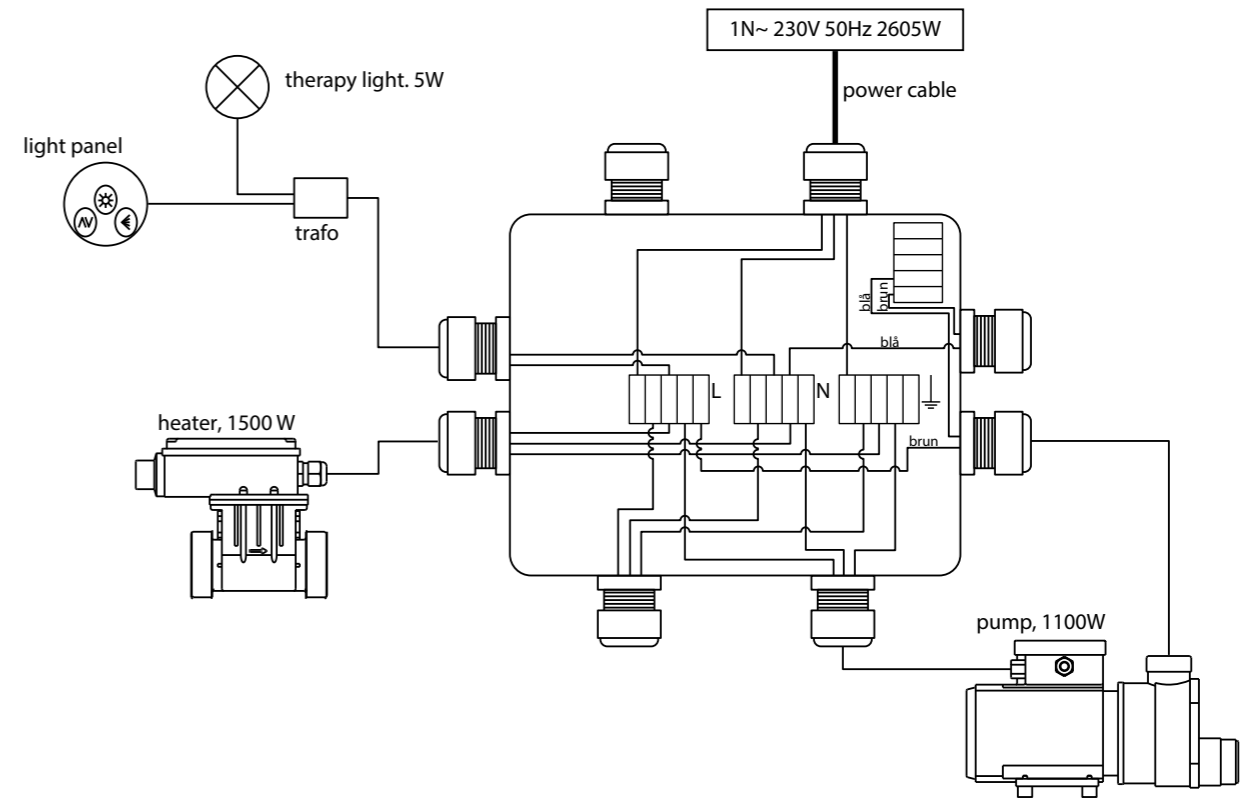 1N~ 230V 50Hz 2605W
power cable
therapy light. 5W
light panel
trafo
blå
brun
blå
L
N
brun
heater, 1500 W
pump, 1100W